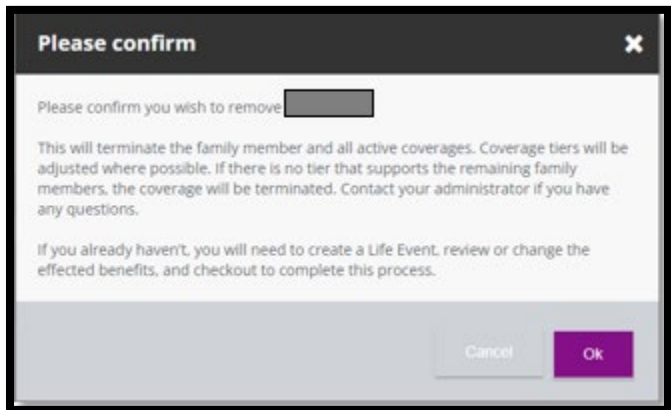 Please confirm
Please confirm you wish to remove
This will terminate the family member and all active coverages. Coverage tiers will be
adjusted where possible. If there is no tier that supports the remaining family
members, the coverage will be terminated. Contact your administrator if you have
any questions.
If you already haven't, you will need to create a Life Event, review or change the
effected benefits, and checkout to complete this process.
Cancel
Ok